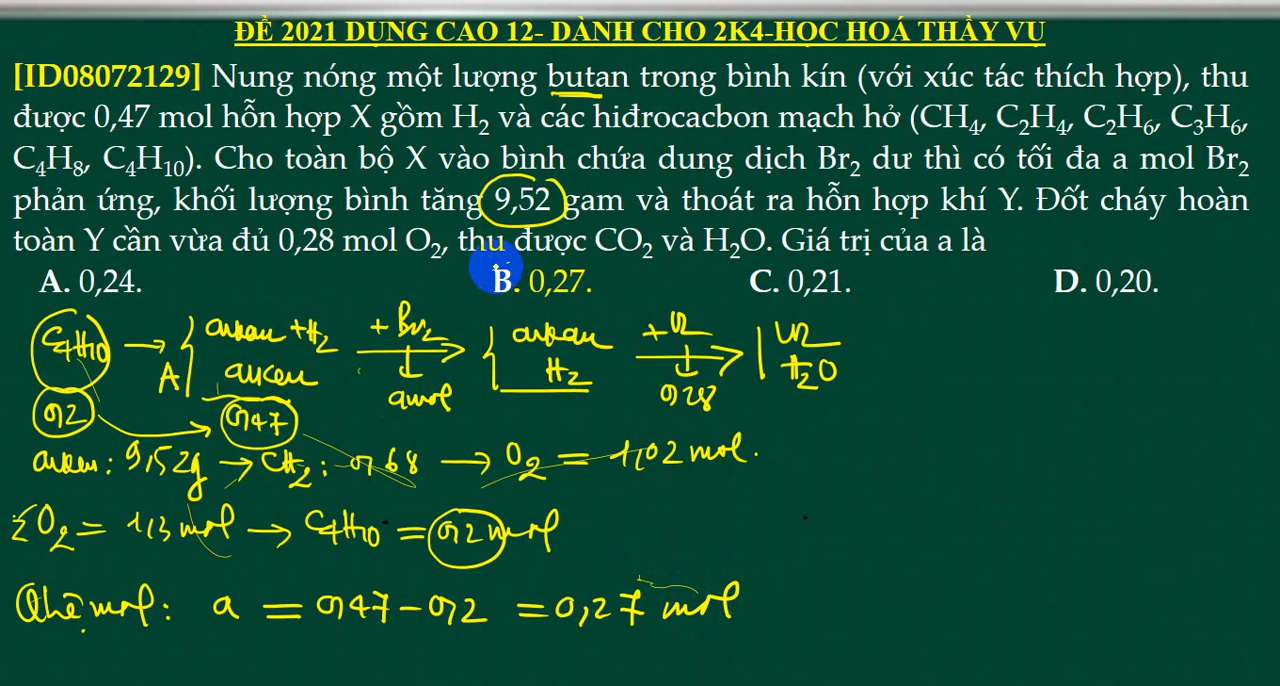 ĐỀ 2021 DỤNG CAO 12- DÀNH CHO 2K4-HỌC HOÁ THẦY VỤ
[ID08072129] Nung nóng một lượng butan trong bình kín (với xúc tác thích hợp), thu
được 0,47 mol hỗn hợp X gồm H₂ và các hiđrocacbon mạch hở (CH₄, C₂H₄, C₂H₆, C₃H₆,
C₄H₈, C₄H₁₀). Cho toàn bộ X vào bình chứa dung dịch Br₂ dư thì có tối đa a mol Br₂
phản ứng, khối lượng bình tăng 9,52 gam và thoát ra hỗn hợp khí Y. Đốt cháy hoàn
toàn Y cần vừa đủ 0,28 mol O₂, thu được CO₂ và H₂O. Giá trị của a là
A. 0,24. B. 0,27. C. 0,21. D. 0,20.
C₄H₁₀ → A { ankan + H₂ anken + Br₂ → a mol { ankan H₂ + O₂ → 0,28 | CO₂ H₂O
0,2 → 0,47
anken: 9,52g → CH₂: 0,68 → O₂ = 1,02 mol.
ΣO₂ = 1,3 mol → C₄H₁₀ = 0,2 mol
mol: a = 0,47 - 0,2 = 0,27 mol